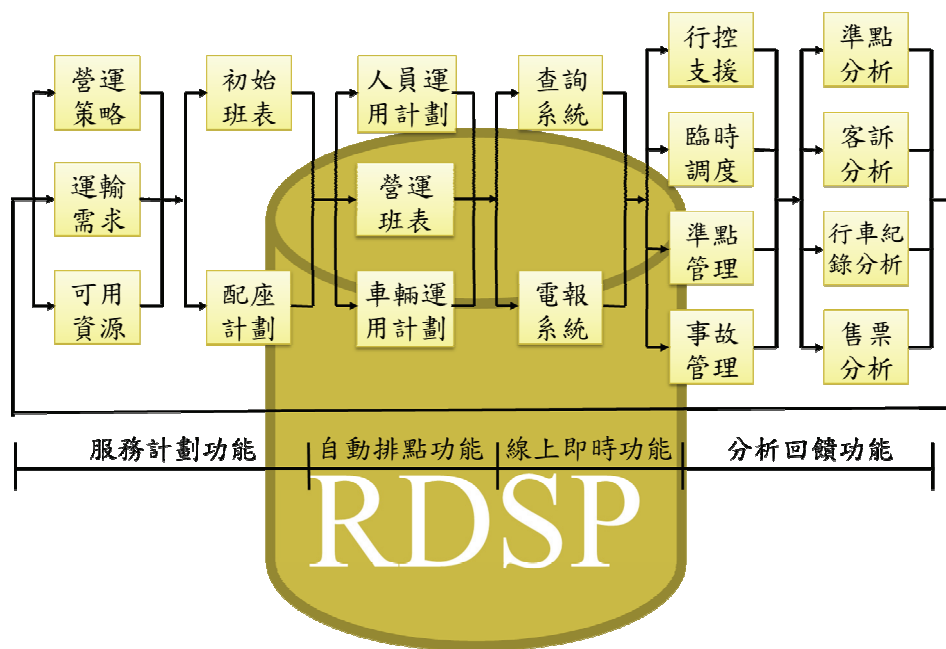 營運
策略
運輸
需求
可用
資源
初始
班表
配座
計劃
人員運
用計劃
營運
班表
車輛運
用計劃
查詢
系統
電報
系統
行控
支援
臨時
調度
準點
管理
事故
管理
準點
分析
客訴
分析
行車紀
錄分析
售票
分析
服務計劃功能
自動排點功能
線上即時功能
分析回饋功能
RDSP